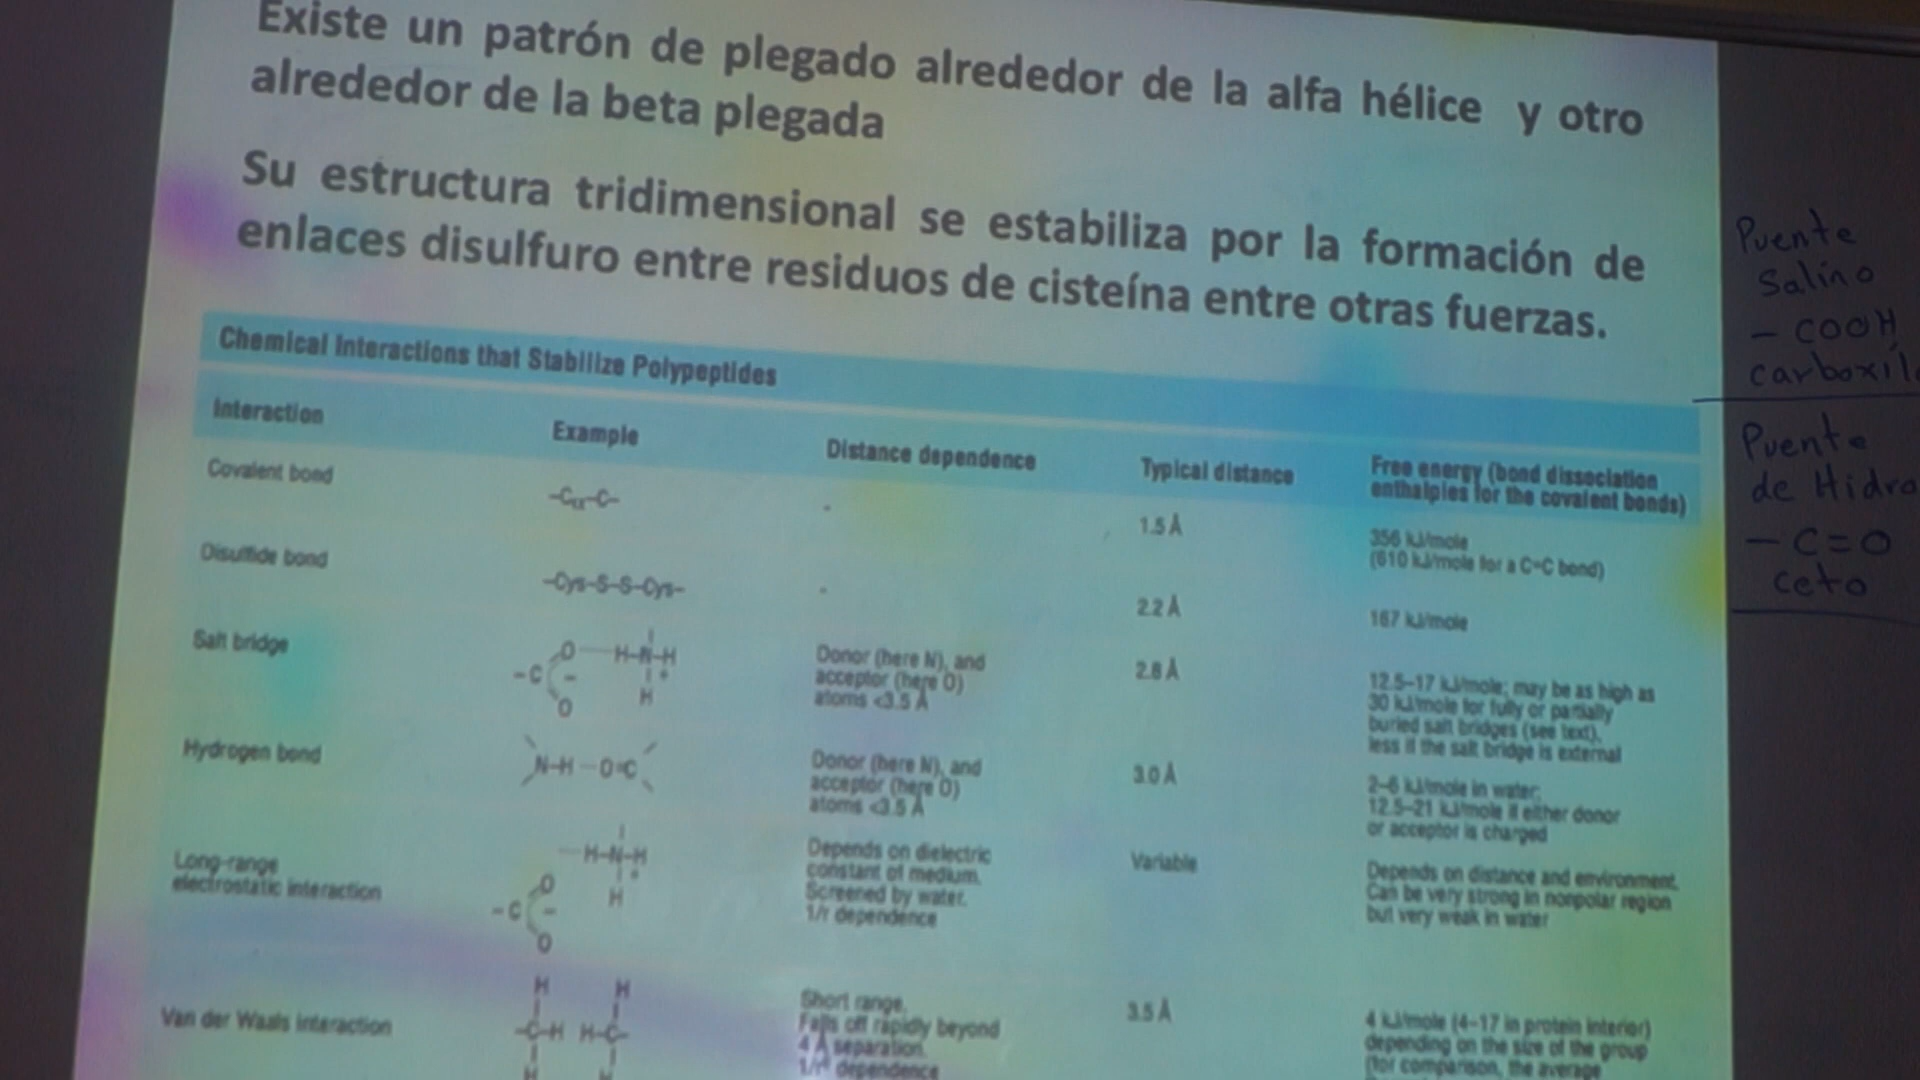 Existe un patrón de plegado alrededor de la alfa hélice y otro
alrededor de la beta plegada
Su estructura tridimensional se estabiliza por la formación de
enlaces disulfuro entre residuos de cisteína entre otras fuerzas.
Chemical Interactions that Stabilize Polypeptides
Interaction
Example
Distance dependence
Typical distance
Free energy (bond dissociation
enthalpies for the covalent bonds)
Covalent bond
–Cα–C–
-
1.5 Å
356 kJ/mole
(610 kJ/mole for a C=C bond)
Disulfide bond
–Cys–S–S–Cys–
-
2.2 Å
167 kJ/mole
Salt bridge
O H–N–H
–C – +
O H
Donor (here N), and
acceptor (here O)
atoms <3.5 Å
2.8 Å
12.5–17 kJ/mole; may be as high as
30 kJ/mole for fully or partially
buried salt bridges (see text),
less if the salt bridge is external
Hydrogen bond
N–H O=C
Donor (here N), and
acceptor (here O)
atoms <3.5 Å
3.0 Å
2–6 kJ/mole in water;
12.5–21 kJ/mole if either donor
or acceptor is charged
Long-range
electrostatic interaction
H–N–H
+
O H
–C –
O
Depends on dielectric
constant of medium.
Screened by water.
1/r dependence
Variable
Depends on distance and environment.
Can be very strong in nonpolar region
but very weak in water
Van der Waals interaction
H H
–C–H H–C–
H H
Short range.
Falls off rapidly beyond
4 Å separation.
dependence
3.5 Å
4 kJ/mole (4–17 in protein interior)
depending on the size of the group
(for comparison, the average
Puente
Salino
– COOH
carboxil
Puente
de Hidro
– C=O
ceto